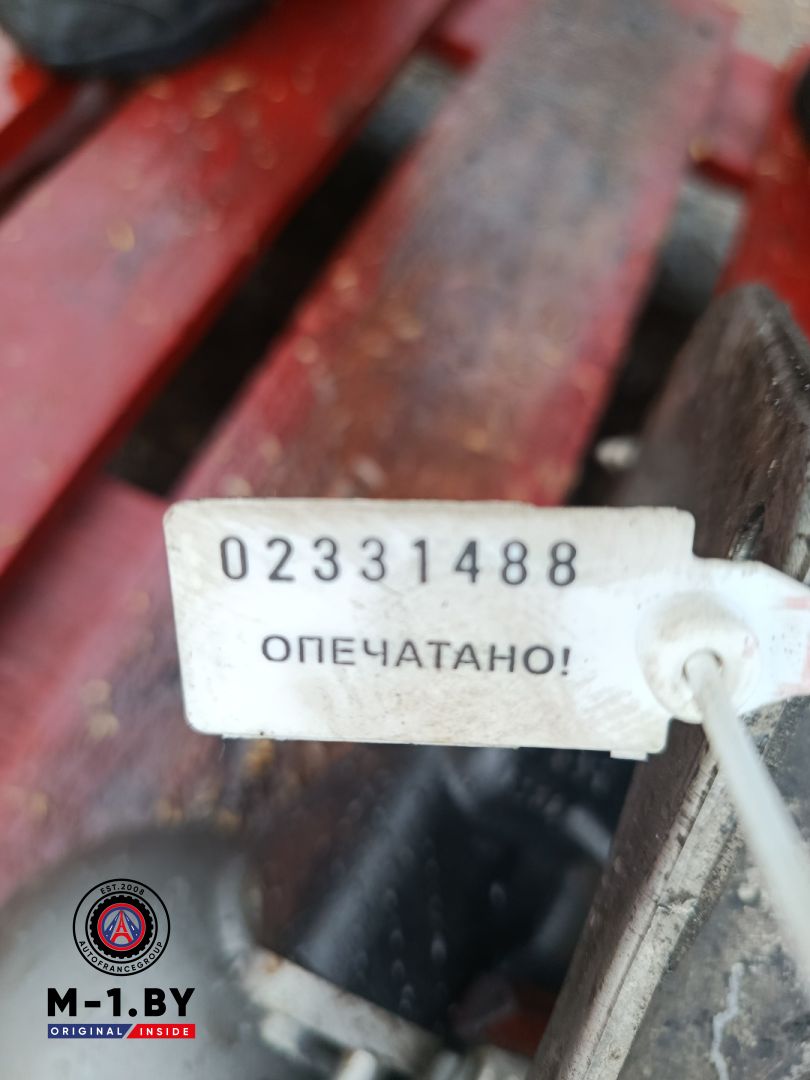 02331488
ОПЕЧАТАНО!
EST.2008
AUTOFRANCEGROUP
M-1.BY
ORIGINAL INSIDE